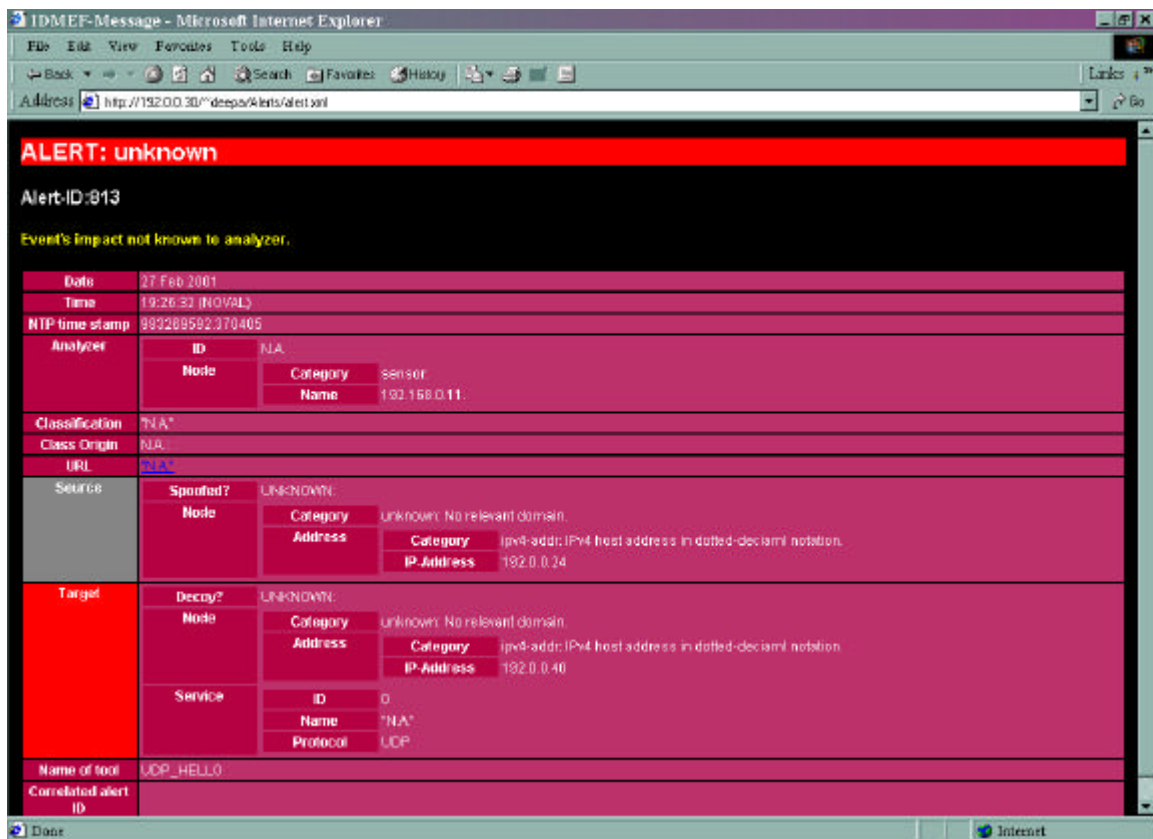 IDMEF-Message - Microsoft Internet Explorer
File Edit View Favorites Tools Help
Back Search Favorites History Links »
Address http://192.0.0.30/~deepa/Alerts/alert.xml Go
ALERT: unknown
Alert-ID:813
Event's impact not known to analyzer.
Date 27 Feb 2001
Time 19:26:32 (NOVAL)
NTP time stamp 983289592.370405
Analyzer ID N.A.
Node Category sensor.
Name 192.168.0.11.
Classification "N.A."
Class Origin N.A.
URL "N.A."
Source Spoofed? UNKNOWN.
Node Category unknown: No relevant domain.
Address Category ipv4-addr: IPv4 host address in dotted-deciaml notation.
IP-Address 192.0.0.24
Target Decoy? UNKNOWN.
Node Category unknown: No relevant domain.
Address Category ipv4-addr: IPv4 host address in dotted-deciaml notation.
IP-Address 192.0.0.40
Service ID 0
Name "N.A."
Protocol UDP
Name of tool UDP_HELLO
Correlated alert
ID
Done Internet